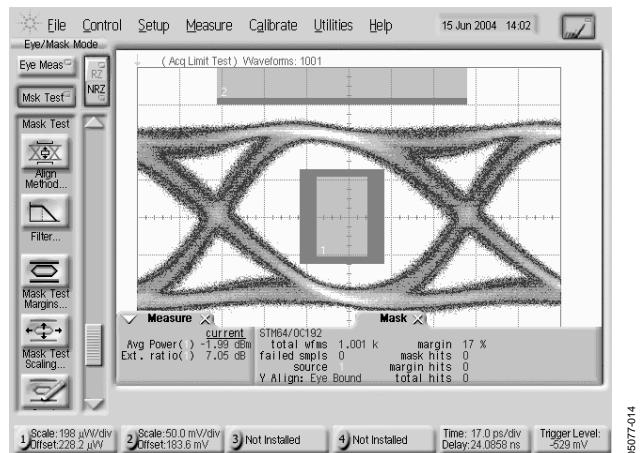 File Control Setup Measure Calibrate Utilities Help 15 Jun 2004 14:02
Eye/Mask Mode
Eye Meas
RZ
NRZ
Msk Test
( Acq Limit Test ) Waveforms: 1001
2
1
Mask Test
Align
Method...
Filter...
Mask Test
Margins...
Mask Test
Scaling...
Measure
current
Avg Power(1) -1.99 dBm
Ext. ratio(1) 7.05 dB
Mask
STM64/OC192
total wfms 1.001 k margin 17 %
failed smpls 0 mask hits 0
source 1 margin hits 0
Y Align: Eye Bound total hits 0
1 Scale: 198 µW/div
Offset: 228.2 µW
2 Scale: 50.0 mV/div
Offset: 183.6 mV
3 Not Installed
4 Not Installed
Time: 17.0 ps/div
Delay: 24.0858 ns
Trigger Level:
-529 mV